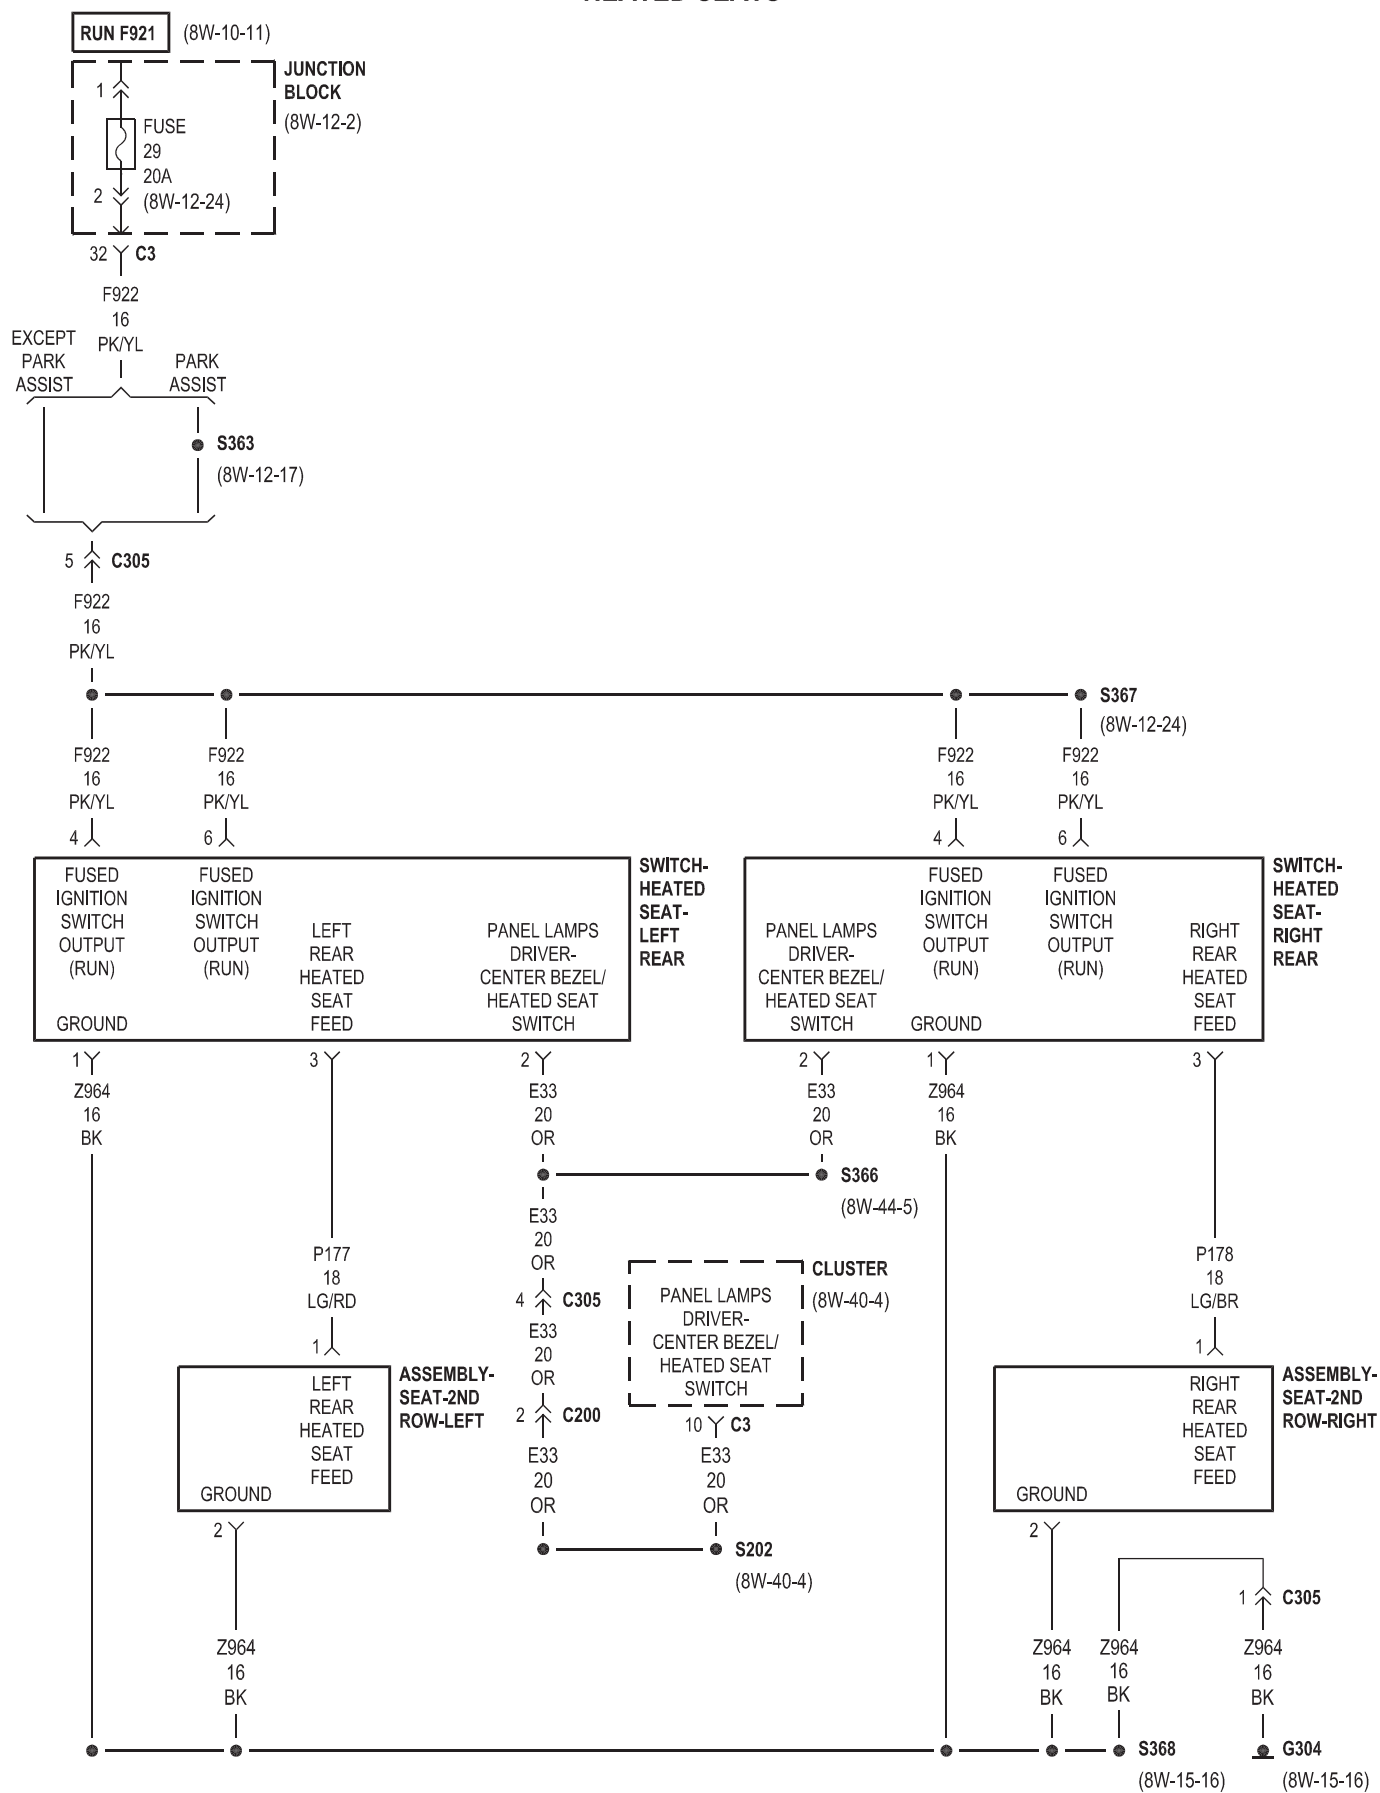 RUN F921 (8W-10-11)
JUNCTION
BLOCK
(8W-12-2)
1
FUSE
29
20A
2
(8W-12-24)
32 C3
F922
16
PK/YL
EXCEPT
PARK
ASSIST
PARK
ASSIST
S363
(8W-12-17)
5 C305
F922
16
PK/YL
S367
(8W-12-24)
F922
16
PK/YL
4
F922
16
PK/YL
6
F922
16
PK/YL
4
F922
16
PK/YL
6
FUSED
IGNITION
SWITCH
OUTPUT
(RUN)
GROUND
FUSED
IGNITION
SWITCH
OUTPUT
(RUN)
LEFT
REAR
HEATED
SEAT
FEED
PANEL LAMPS
DRIVER-
CENTER BEZEL/
HEATED SEAT
SWITCH
SWITCH-
HEATED
SEAT-
LEFT
REAR
PANEL LAMPS
DRIVER-
CENTER BEZEL/
HEATED SEAT
SWITCH
FUSED
IGNITION
SWITCH
OUTPUT
(RUN)
GROUND
FUSED
IGNITION
SWITCH
OUTPUT
(RUN)
RIGHT
REAR
HEATED
SEAT
FEED
SWITCH-
HEATED
SEAT-
RIGHT
REAR
1
Z964
16
BK
3
2
E33
20
OR
2
E33
20
OR
1
Z964
16
BK
3
S366
(8W-44-5)
E33
20
OR
4 C305
E33
20
OR
2 C200
E33
20
OR
P177
18
LG/RD
1
CLUSTER
(8W-40-4)
PANEL LAMPS
DRIVER-
CENTER BEZEL/
HEATED SEAT
SWITCH
10 C3
E33
20
OR
S202
(8W-40-4)
P178
18
LG/BR
1
LEFT
REAR
HEATED
SEAT
FEED
GROUND
ASSEMBLY-
SEAT-2ND
ROW-LEFT
2
RIGHT
REAR
HEATED
SEAT
FEED
GROUND
ASSEMBLY-
SEAT-2ND
ROW-RIGHT
2
1 C305
Z964
16
BK
Z964
16
BK
Z964
16
BK
Z964
16
BK
S368
(8W-15-16)
G304
(8W-15-16)